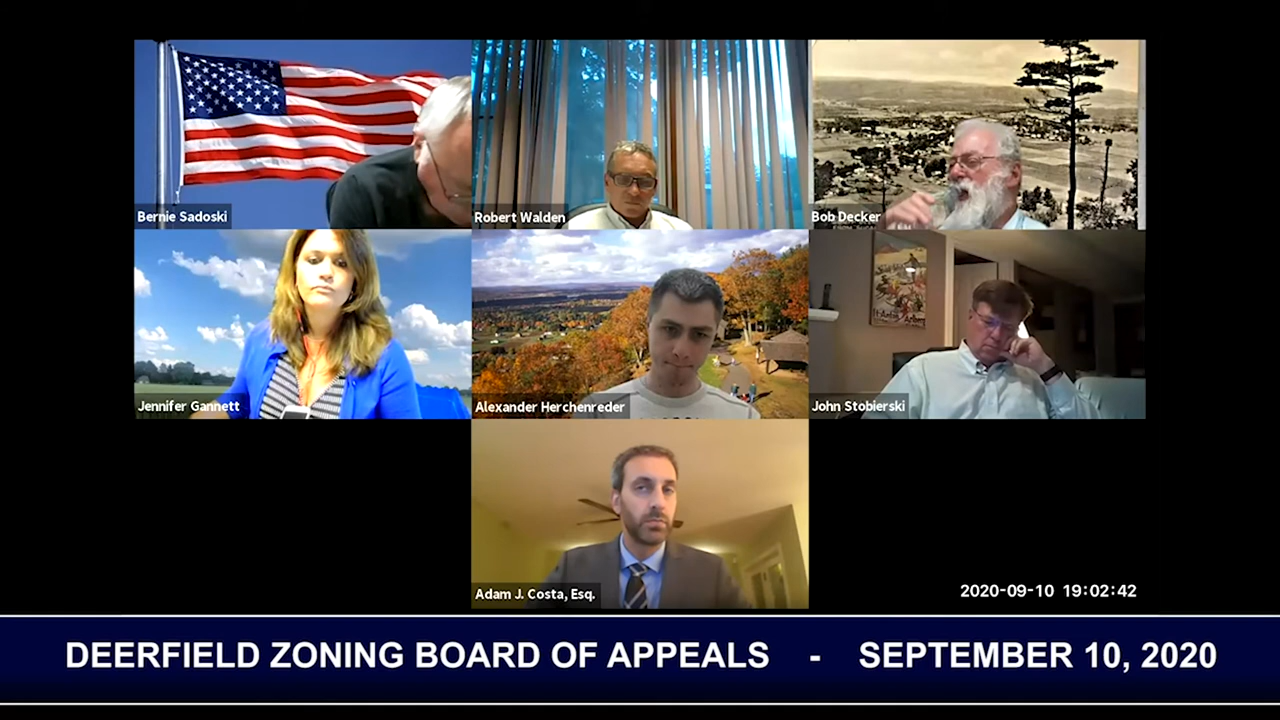 Bernie Sadoski
Robert Walden
Bob Decker
Jennifer Gannett
Alexander Herchenreder
John Stobierski
Adam J. Costa, Esq.
2020-09-10 19:02:42
DEERFIELD ZONING BOARD OF APPEALS - SEPTEMBER 10, 2020